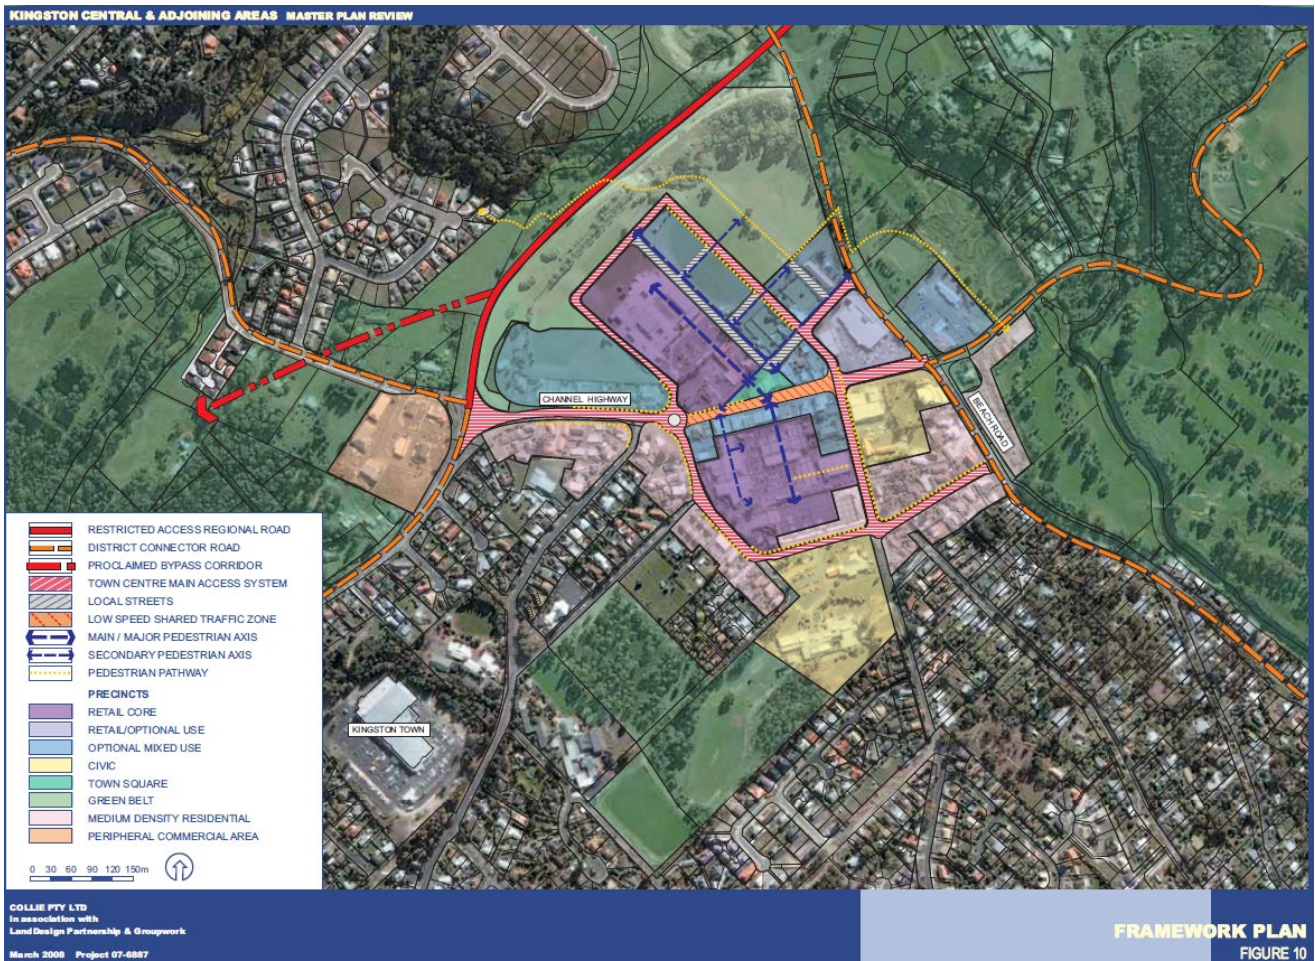 KINGSTON CENTRAL & ADJOINING AREAS MASTER PLAN REVIEW
CHANNEL HIGHWAY
BEACH ROAD
KINGSTON TOWN
RESTRICTED ACCESS REGIONAL ROAD
DISTRICT CONNECTOR ROAD
PROCLAIMED BYPASS CORRIDOR
TOWN CENTRE MAIN ACCESS SYSTEM
LOCAL STREETS
LOW SPEED SHARED TRAFFIC ZONE
MAIN / MAJOR PEDESTRIAN AXIS
SECONDARY PEDESTRIAN AXIS
PEDESTRIAN PATHWAY
PRECINCTS
RETAIL CORE
RETAIL/OPTIONAL USE
OPTIONAL MIXED USE
CIVIC
TOWN SQUARE
GREEN BELT
MEDIUM DENSITY RESIDENTIAL
PERIPHERAL COMMERCIAL AREA
0 30 60 90 120 150m
COLLIE PTY LTD
In association with
LandDesign Partnership & Groupwork
March 2008 Project 07-6887
FRAMEWORK PLAN
FIGURE 10